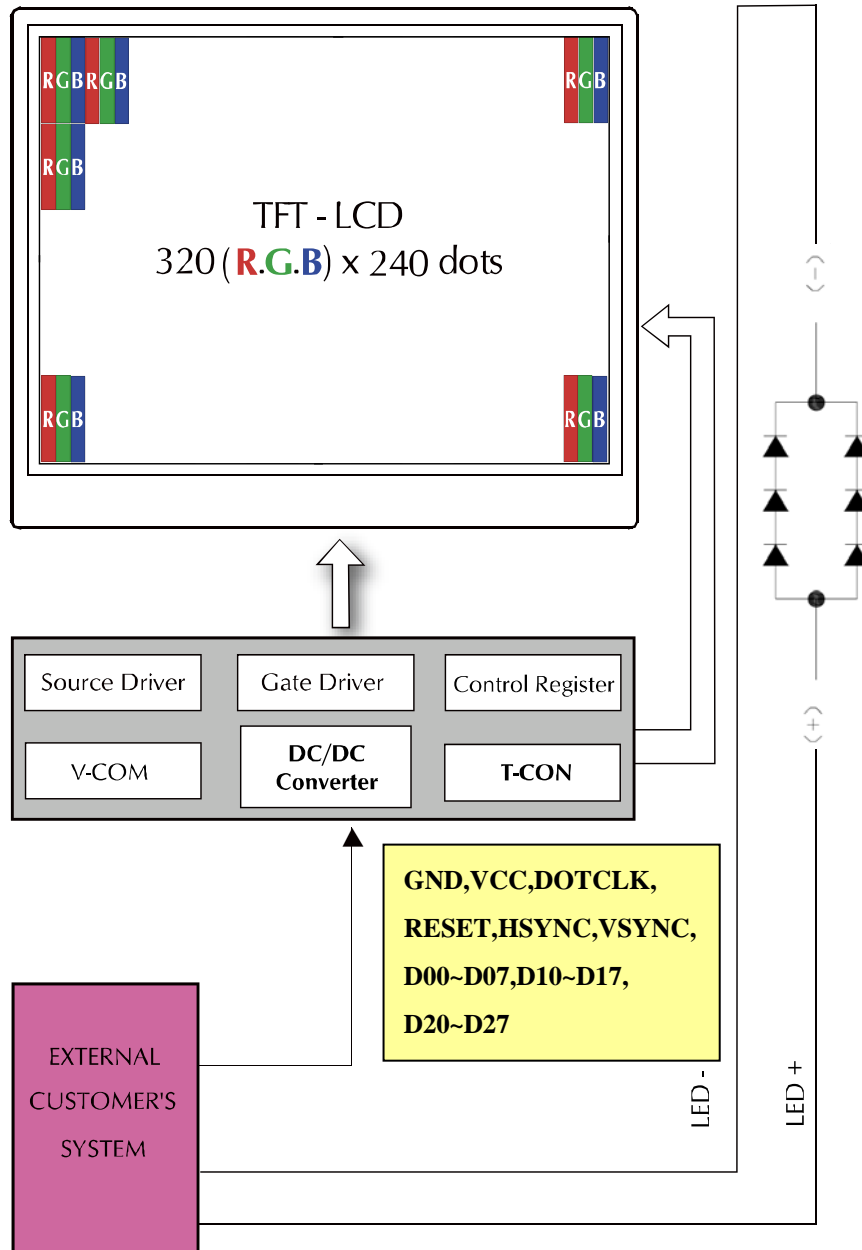 RGBRGB RGB
RGB
TFT - LCD
320 (R.G.B) x 240 dots
RGB RGB
(-)
Source Driver Gate Driver Control Register
V-COM DC/DC Converter T-CON
(+)
GND,VCC,DOTCLK,
RESET,HSYNC,VSYNC,
D00~D07,D10~D17,
D20~D27
EXTERNAL
CUSTOMER'S
SYSTEM
LED -
LED +